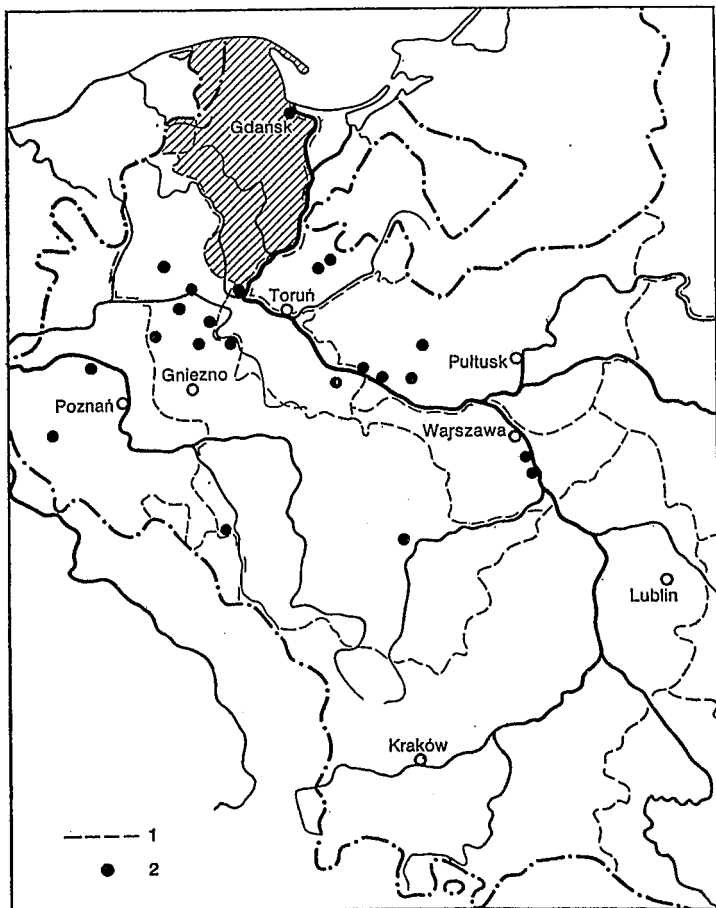 Gdańsk
Toruń
Gniezno
Pułtusk
Poznań
Warszawa
Lublin
Kraków
1
2